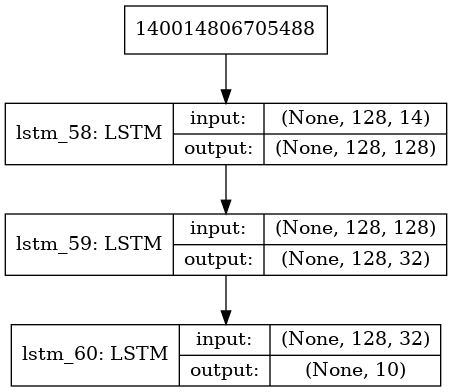 140014806705488
lstm_58: LSTM
input: (None, 128, 14)
output: (None, 128, 128)
lstm_59: LSTM
input: (None, 128, 128)
output: (None, 128, 32)
lstm_60: LSTM
input: (None, 128, 32)
output: (None, 10)